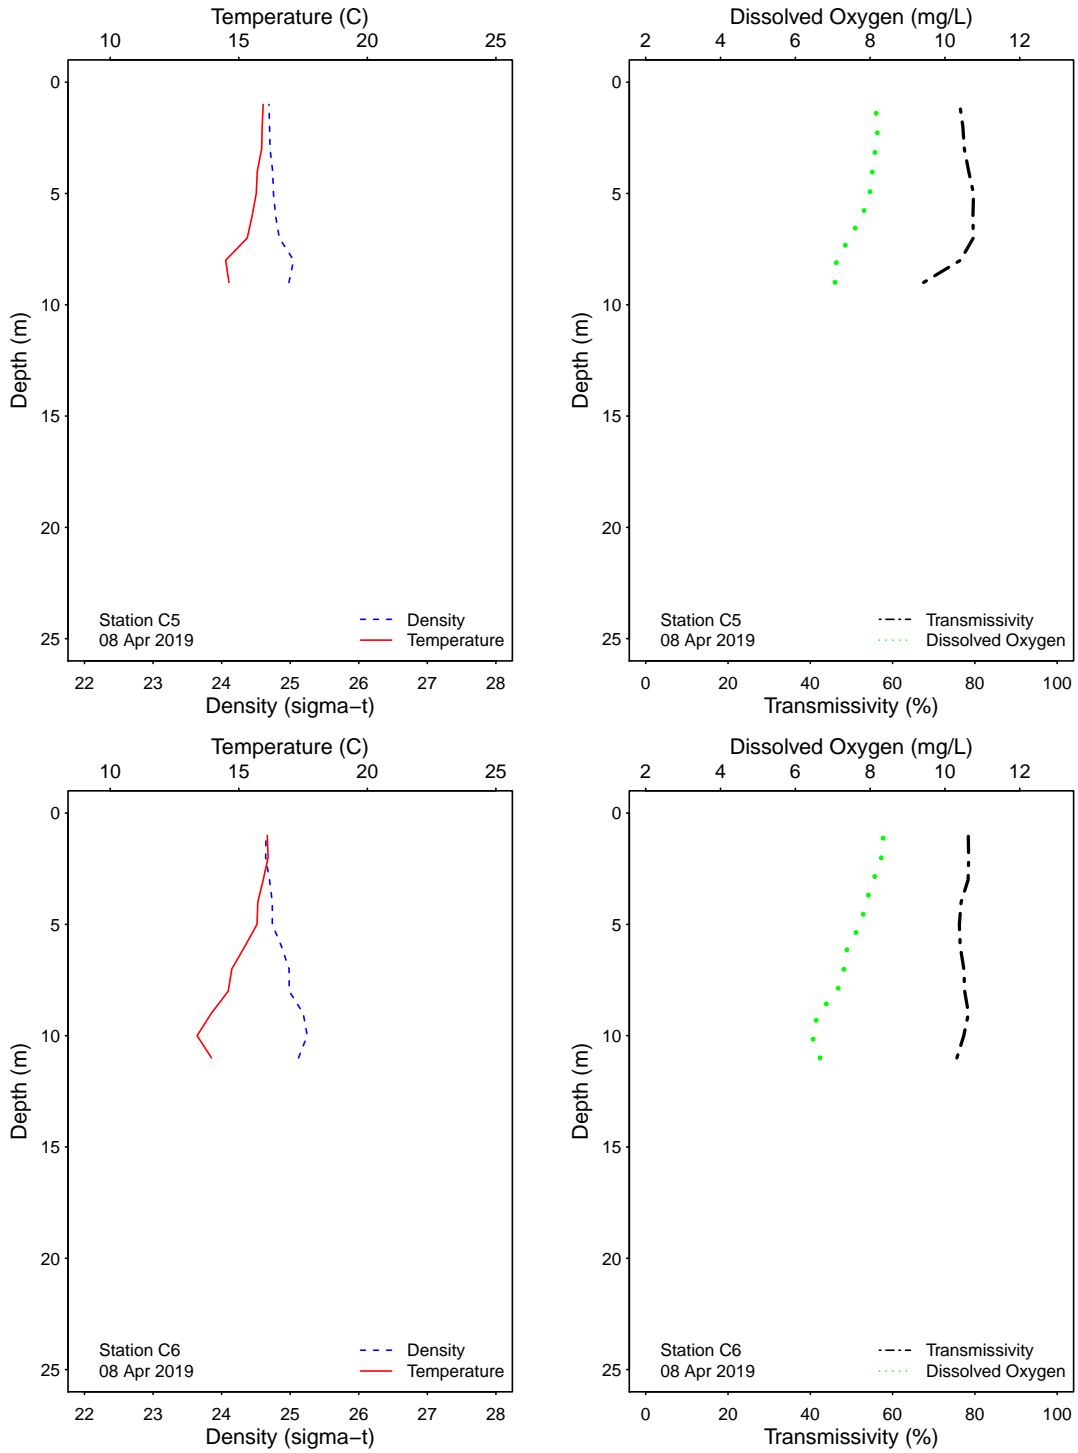 Temperature (C)
10 15 20 25
0
5
10
15
20
25
Depth (m)
Station C5
08 Apr 2019
Density
Temperature
22 23 24 25 26 27 28
Density (sigma−t)
Dissolved Oxygen (mg/L)
2 4 6 8 10 12
0
5
10
15
20
25
Depth (m)
Station C5
08 Apr 2019
Transmissivity
Dissolved Oxygen
0 20 40 60 80 100
Transmissivity (%)
Temperature (C)
10 15 20 25
0
5
10
15
20
25
Depth (m)
Station C6
08 Apr 2019
Density
Temperature
22 23 24 25 26 27 28
Density (sigma−t)
Dissolved Oxygen (mg/L)
2 4 6 8 10 12
0
5
10
15
20
25
Depth (m)
Station C6
08 Apr 2019
Transmissivity
Dissolved Oxygen
0 20 40 60 80 100
Transmissivity (%)